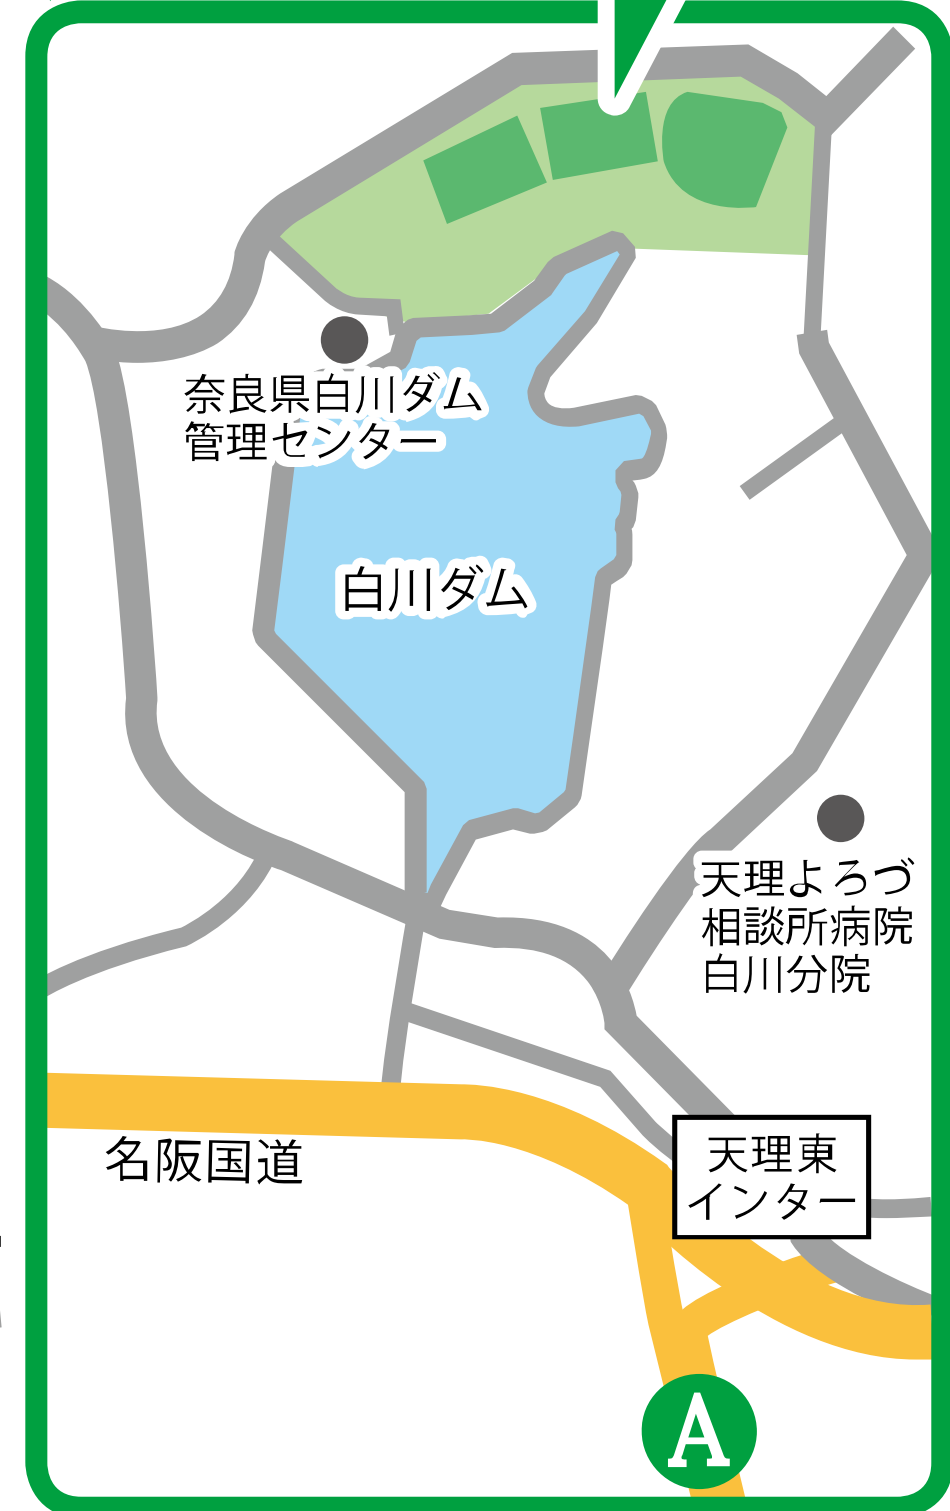 奈良県白川ダム
管理センター
白川ダム
天理よろづ
相談所病院
白川分院
名阪国道
天理東
インター
A